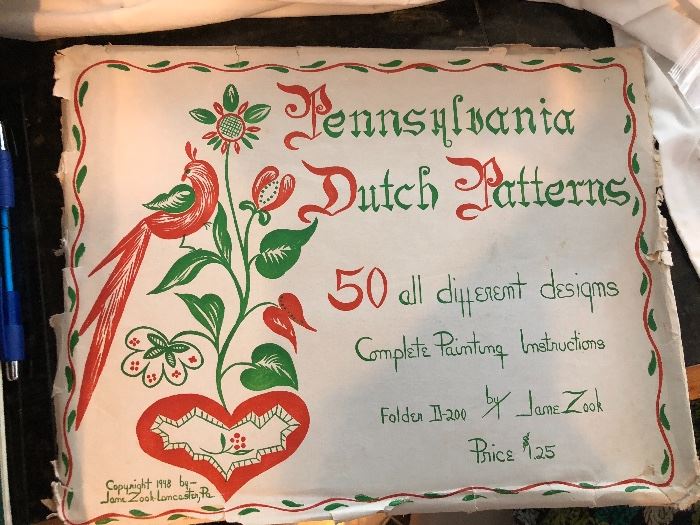 Pennsylvania
Dutch Patterns,
50 all different designs
Complete Painting Instructions
Folder D-200 by/ Jane Zook
Price $1.25
Copyright 1948 by-
Jane Zook-Lancaster, Pa